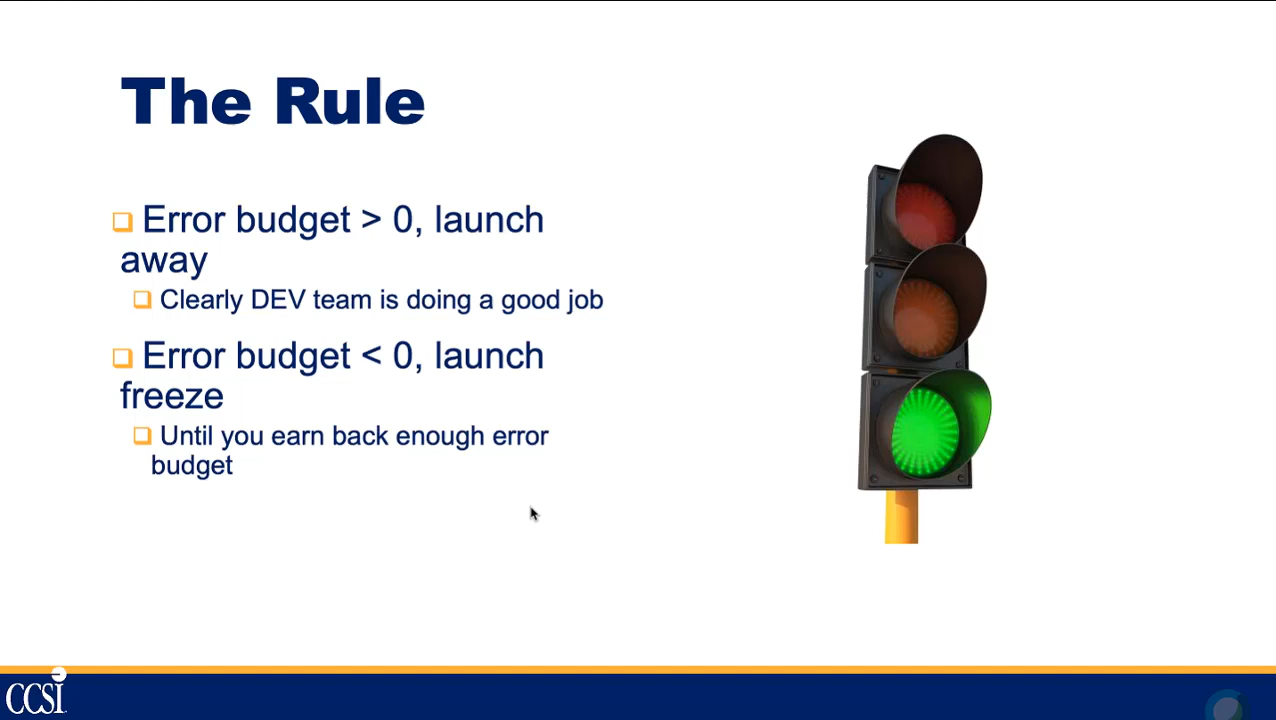 The Rule
Error budget > 0, launch
away
Clearly DEV team is doing a good job
Error budget < 0, launch
freeze
Until you earn back enough error
budget
CCSI